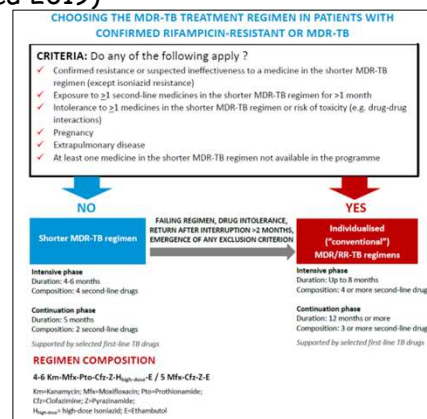 ed 2019)
CHOOSING THE MDR-TB TREATMENT REGIMEN IN PATIENTS WITH
CONFIRMED RIFAMPICIN-RESISTANT OR MDR-TB
CRITERIA: Do any of the following apply ?
✓ Confirmed resistance or suspected ineffectiveness to a medicine in the shorter MDR-TB
regimen (except isoniazid resistance)
✓ Exposure to ≥1 second-line medicines in the shorter MDR-TB regimen for >1 month
✓ Intolerance to ≥1 medicines in the shorter MDR-TB regimen or risk of toxicity (e.g. drug-drug
interactions)
✓ Pregnancy
✓ Extrapulmonary disease
✓ At least one medicine in the shorter MDR-TB regimen not available in the programme
NO
YES
FAILING REGIMEN, DRUG INTOLERANCE,
RETURN AFTER INTERRUPTION >2 MONTHS,
EMERGENCE OF ANY EXCLUSION CRITERION
Shorter MDR-TB regimen
Individualised
("conventional")
MDR/RR-TB regimens
Intensive phase
Duration: 4-6 months
Composition: 4 second-line drugs
Continuation phase
Duration: 5 months
Composition: 2 second-line drugs
Supported by selected first-line TB drugs
Intensive phase
Duration: Up to 8 months
Composition: 4 or more second-line drugs
Continuation phase
Duration: 12 months or more
Composition: 3 or more second-line drugs
Supported by selected first-line TB drugs
REGIMEN COMPOSITION
4-6 Km-Mfx-Pto-Cfz-Z-Hhigh-dose-E / 5 Mfx-Cfz-Z-E
Km=Kanamycin; Mfx=Moxifloxacin; Pto=Prothionamide;
Cfz=Clofazimine; Z=Pyrazinamide;
Hhigh-dose= high-dose Isoniazid; E=Ethambutol